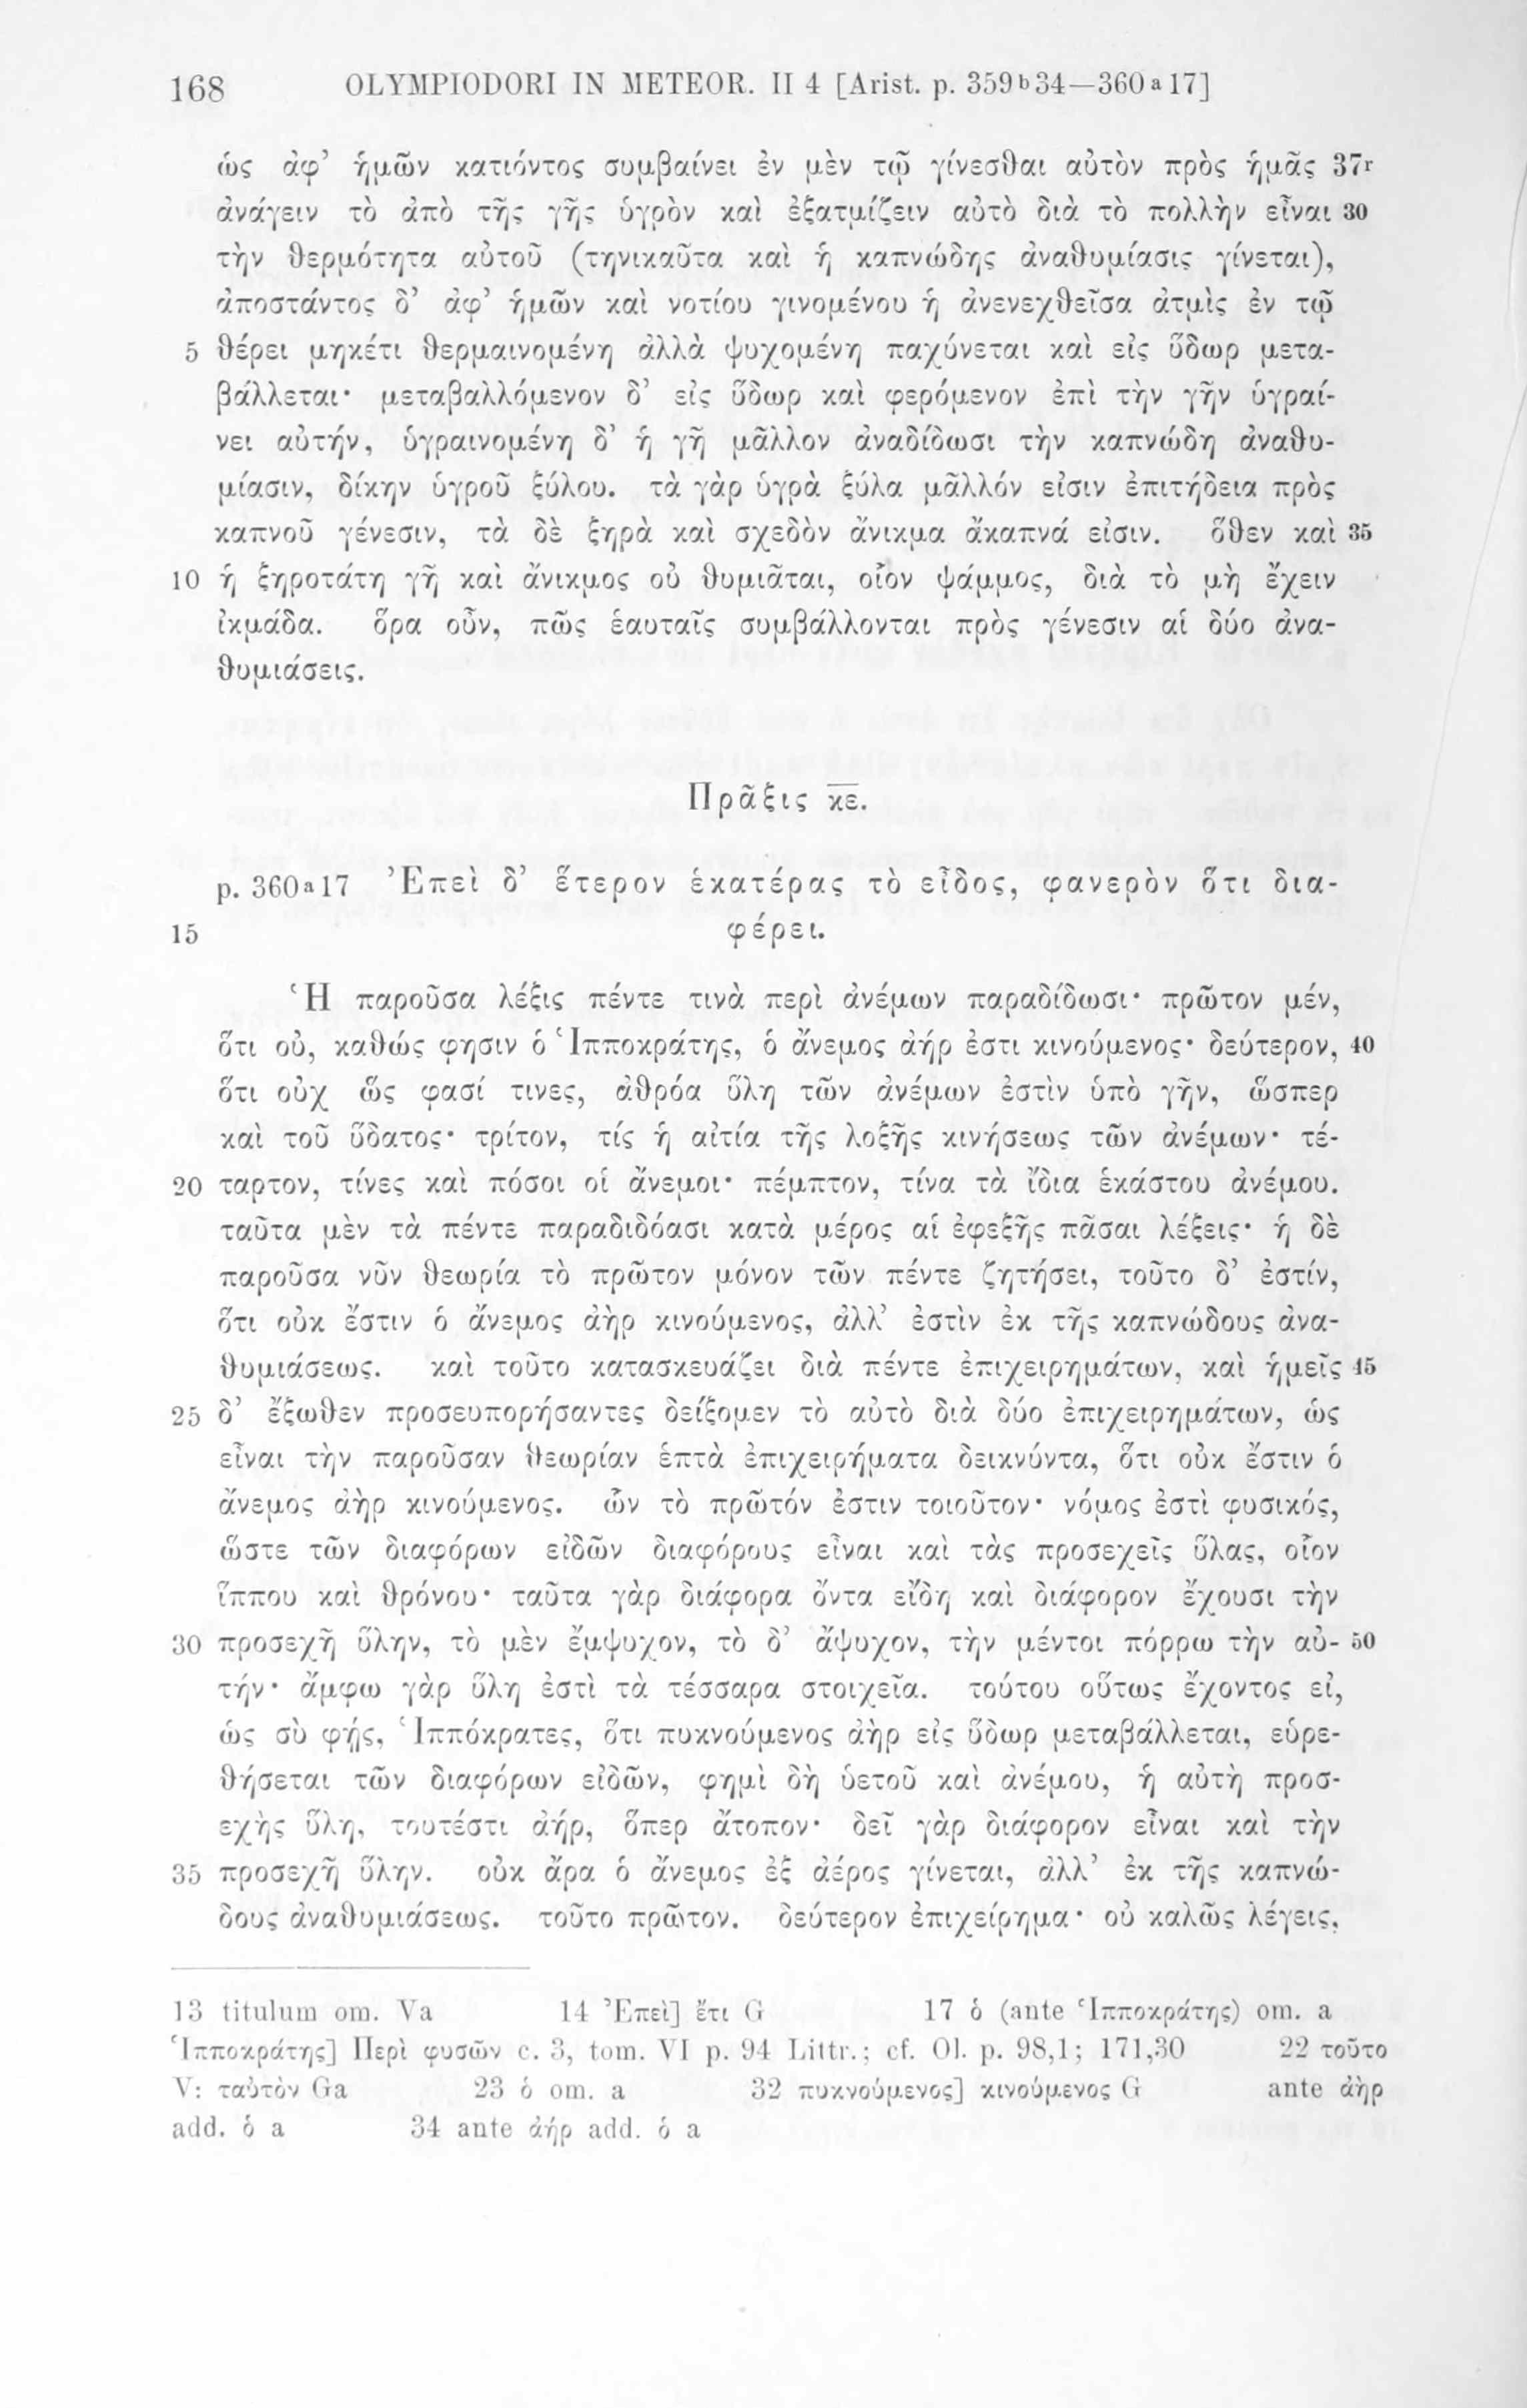 168 OLYMPIODORI IN METEOR. II 4 [Arist. p. 359b34—360a17]
ὡς ἀφ’ ἡμῶν κατιόντος συμβαίνει ἐν μὲν τῷ γίνεσθαι αὐτὸν πρὸς ἡμᾶς 37r
ἀνάγειν τὸ ἀπὸ τῆς γῆς ὑγρὸν καὶ ἐξατμίζειν αὐτὸ διὰ τὸ πολλὴν εἶναι 30
τὴν θερμότητα αὐτοῦ (τηνικαῦτα καὶ ἡ καπνώδης ἀναθυμίασις γίνεται),
ἀποστάντος δ’ ἀφ’ ἡμῶν καὶ νοτίου γινομένου ἡ ἀνενεχθεῖσα ἀτμὶς ἐν τῷ
5 θέρει μηκέτι θερμαινομένη ἀλλὰ ψυχομένη παχύνεται καὶ εἰς ὕδωρ μετα-
βάλλεται· μεταβαλλόμενον δ’ εἰς ὕδωρ καὶ φερόμενον ἐπὶ τὴν γῆν ὑγραί-
νει αὐτήν, ὑγραινομένη δ’ ἡ γῆ μᾶλλον ἀναδίδωσι τὴν καπνώδη ἀναθυ-
μίασιν, δίκην ὑγροῦ ξύλου. τὰ γὰρ ὑγρὰ ξύλα μᾶλλόν εἰσιν ἐπιτήδεια πρὸς
καπνοῦ γένεσιν, τὰ δὲ ξηρὰ καὶ σχεδὸν ἄνικμα ἄκαπνά εἰσιν. ὅθεν καὶ 35
10 ἡ ξηροτάτη γῆ καὶ ἄνικμος οὐ θυμιᾶται, οἷον ψάμμος, διὰ τὸ μὴ ἔχειν
ἰκμάδα. ὅρα οὖν, πῶς ἑαυταῖς συμβάλλονται πρὸς γένεσιν αἱ δύο ἀνα-
θυμιάσεις.
Πρᾶξις κε.
p. 360a17 Ἐπεὶ δ’ ἕτερον ἑκατέρας τὸ εἶδος, φανερὸν ὅτι δια-
15 φέρει.
Ἡ παροῦσα λέξις πέντε τινὰ περὶ ἀνέμων παραδίδωσι· πρῶτον μέν,
ὅτι οὐ, καθώς φησιν ὁ Ἱπποκράτης, ὁ ἄνεμος ἀήρ ἐστι κινούμενος· δεύτερον, 40
ὅτι οὐχ ὥς φασί τινες, ἀθρόα ὕλη τῶν ἀνέμων ἐστὶν ὑπὸ γῆν, ὥσπερ
καὶ τοῦ ὕδατος· τρίτον, τίς ἡ αἰτία τῆς λοξῆς κινήσεως τῶν ἀνέμων· τέ-
20 ταρτον, τίνες καὶ πόσοι οἱ ἄνεμοι· πέμπτον, τίνα τὰ ἴδια ἑκάστου ἀνέμου.
ταῦτα μὲν τὰ πέντε παραδιδόασι κατὰ μέρος αἱ ἐφεξῆς πᾶσαι λέξεις· ἡ δὲ
παροῦσα νῦν θεωρία τὸ πρῶτον μόνον τῶν πέντε ζητήσει, τοῦτο δ’ ἐστίν,
ὅτι οὐκ ἔστιν ὁ ἄνεμος ἀὴρ κινούμενος, ἀλλ’ ἐστὶν ἐκ τῆς καπνώδους ἀνα-
θυμιάσεως. καὶ τοῦτο κατασκευάζει διὰ πέντε ἐπιχειρημάτων, καὶ ἡμεῖς 45
25 δ’ ἔξωθεν προσευπορήσαντες δείξομεν τὸ αὐτὸ διὰ δύο ἐπιχειρημάτων, ὡς
εἶναι τὴν παροῦσαν θεωρίαν ἑπτὰ ἐπιχειρήματα δεικνύντα, ὅτι οὐκ ἔστιν ὁ
ἄνεμος ἀὴρ κινούμενος. ὧν τὸ πρῶτόν ἐστιν τοιοῦτον· νόμος ἐστὶ φυσικός,
ὥστε τῶν διαφόρων εἰδῶν διαφόρους εἶναι καὶ τὰς προσεχεῖς ὕλας, οἷον
ἵππου καὶ θρόνου· ταῦτα γὰρ διάφορα ὄντα εἴδη καὶ διάφορον ἔχουσι τὴν
30 προσεχῆ ὕλην, τὸ μὲν ἔμψυχον, τὸ δ’ ἄψυχον, τὴν μέντοι πόρρω τὴν αὐ- 50
τήν· ἄμφω γὰρ ὕλη ἐστὶ τὰ τέσσαρα στοιχεῖα. τούτου οὕτως ἔχοντος εἰ,
ὡς σὺ φῄς, Ἱππόκρατες, ὅτι πυκνούμενος ἀὴρ εἰς ὕδωρ μεταβάλλεται, εὑρε-
θήσεται τῶν διαφόρων εἰδῶν, φημὶ δὴ ὑετοῦ καὶ ἀνέμου, ἡ αὐτὴ προσ-
εχὴς ὕλη, τουτέστι ἀήρ, ὅπερ ἄτοπον· δεῖ γὰρ διάφορον εἶναι καὶ τὴν
35 προσεχῆ ὕλην. οὐκ ἄρα ὁ ἄνεμος ἐξ ἀέρος γίνεται, ἀλλ’ ἐκ τῆς καπνώ-
δους ἀναθυμιάσεως. τοῦτο πρῶτον. δεύτερον ἐπιχείρημα· οὐ καλῶς λέγεις,
13 titulum om. Va 14 Ἐπεὶ] ἔτι G 17 ὁ (ante Ἱπποκράτης) om. a
Ἱπποκράτης] Περὶ φυσῶν c. 3, tom. VI p. 94 Littr.; cf. Ol. p. 98,1; 171,30 22 τοῦτο
V: ταὐτὸν Ga 23 ὁ om. a 32 πυκνούμενος] κινούμενος G ante ἀὴρ
add. ὁ a 34 ante ἀήρ add. ὁ a